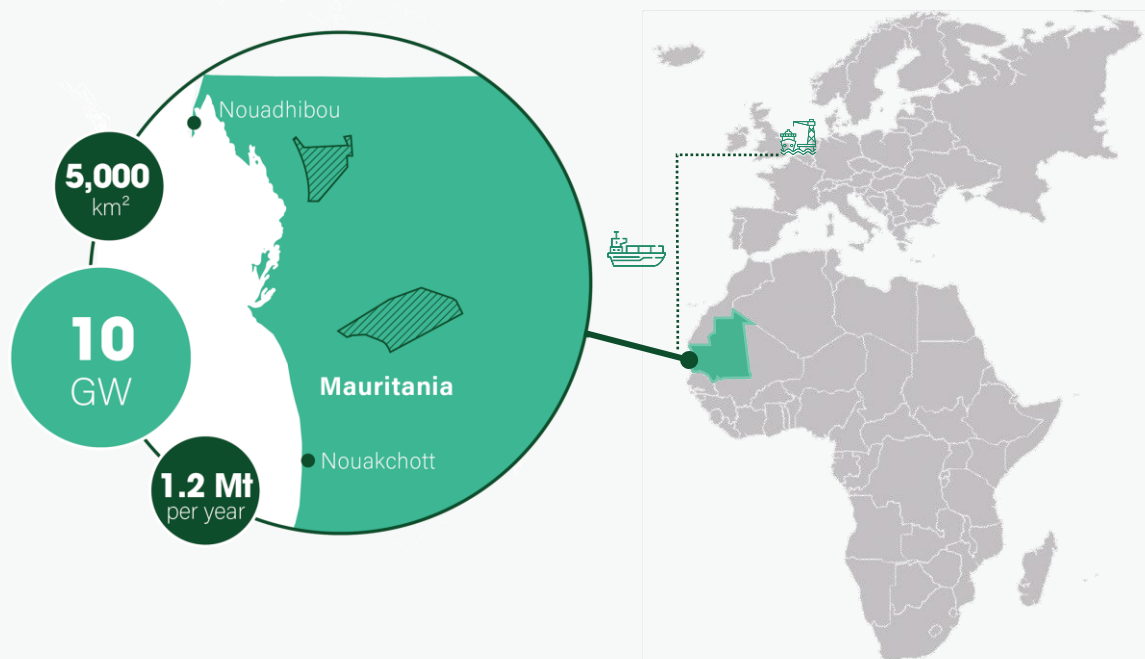 Nouadhibou
5,000
km²
10
GW
Mauritania
Nouakchott
1.2 Mt
per year